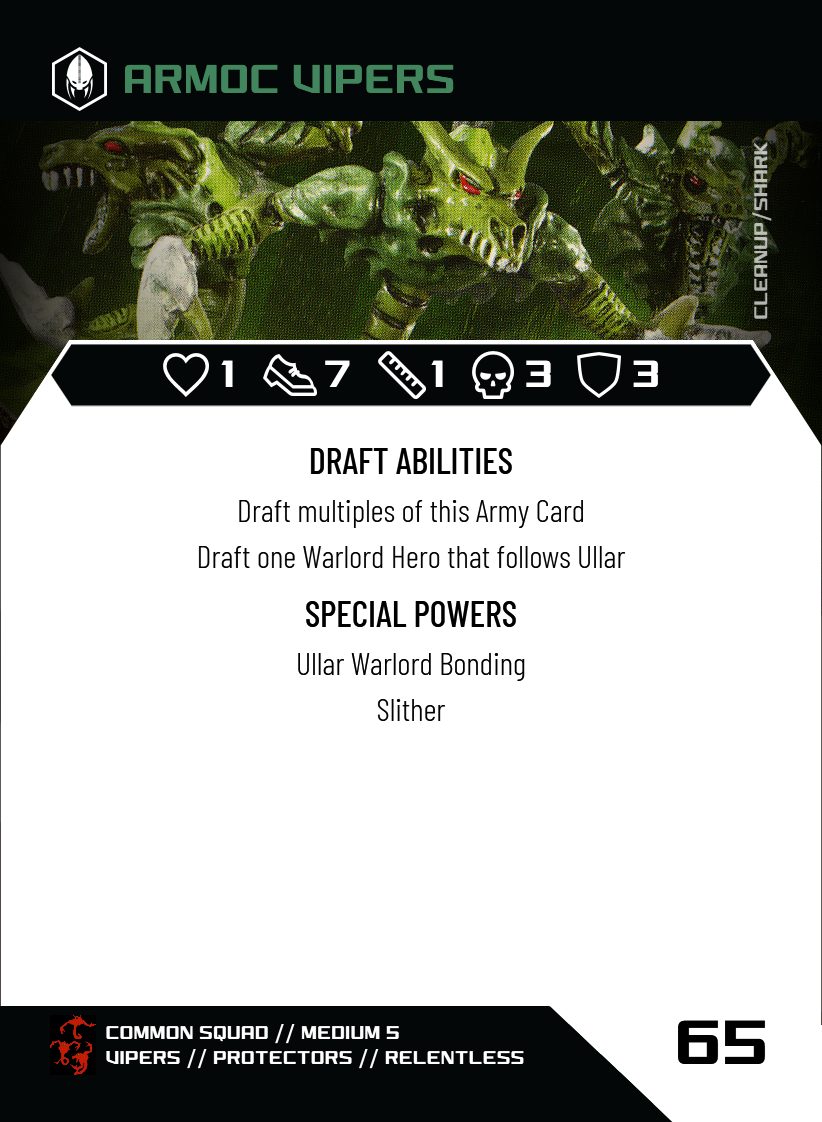 ARMOC VIPERS
CLEANUP/SHARK
1 7 1 3 3
DRAFT ABILITIES
Draft multiples of this Army Card
Draft one Warlord Hero that follows Ullar
SPECIAL POWERS
Ullar Warlord Bonding
Slither
COMMON SQUAD // MEDIUM 5
VIPERS // PROTECTORS // RELENTLESS
65